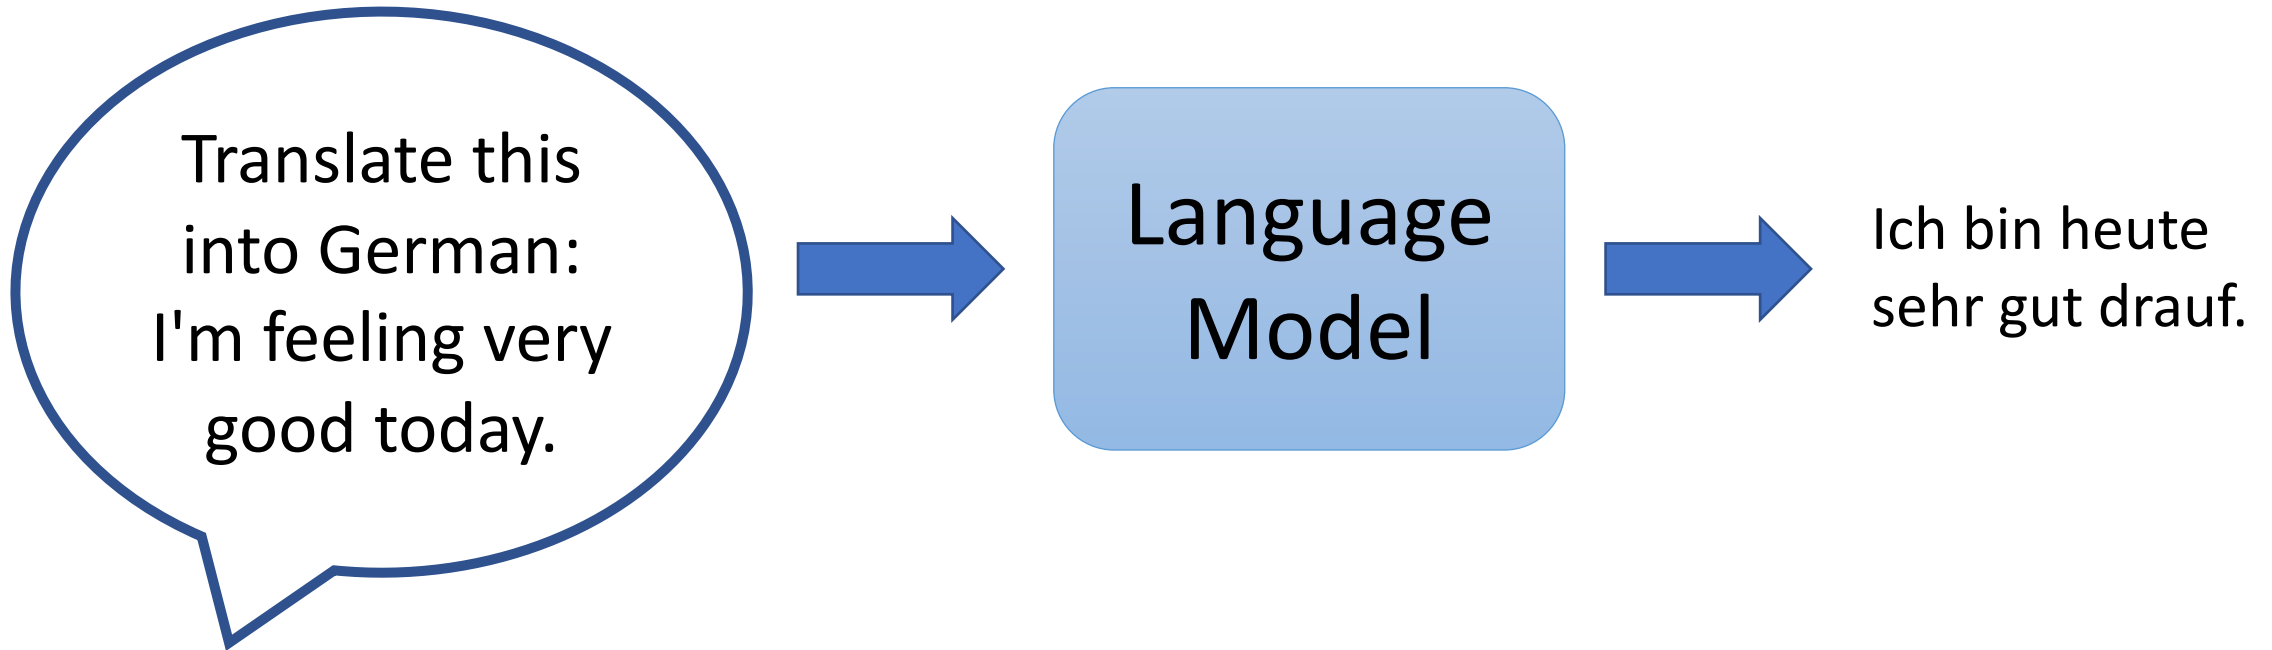 Translate this
into German:
I'm feeling very
good today.
Language
Model
Ich bin heute
sehr gut drauf.